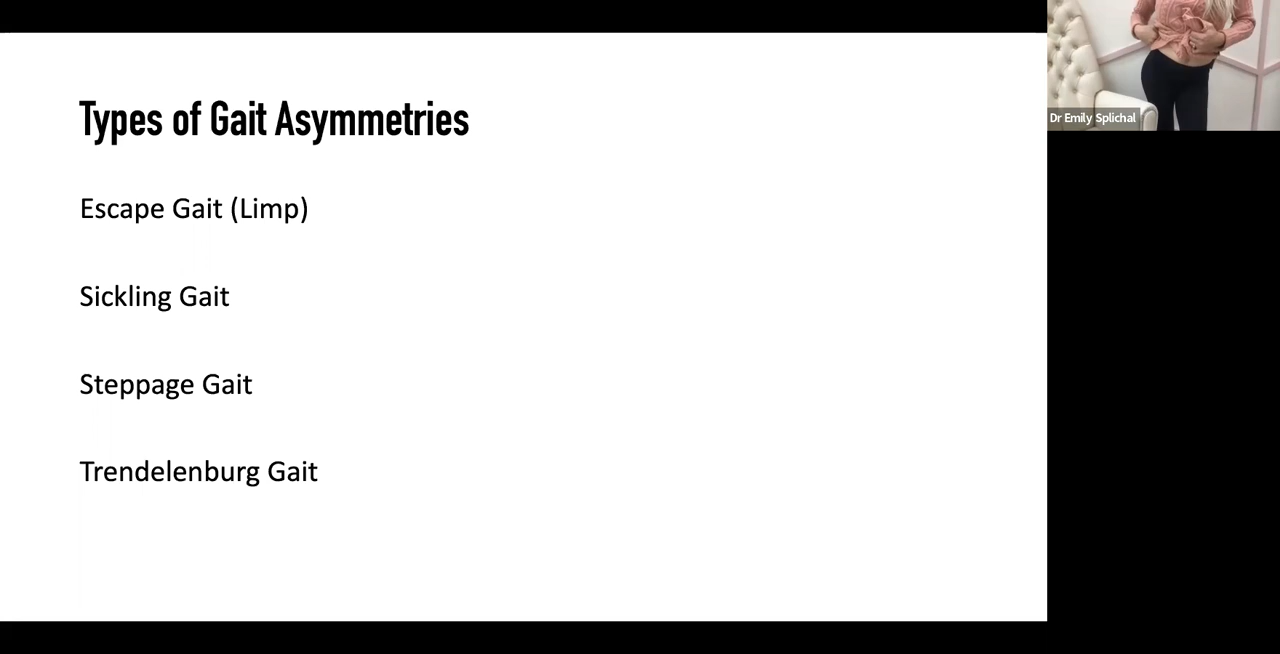 Types of Gait Asymmetries
Escape Gait (Limp)
Sickling Gait
Steppage Gait
Trendelenburg Gait
Dr Emily Splichal